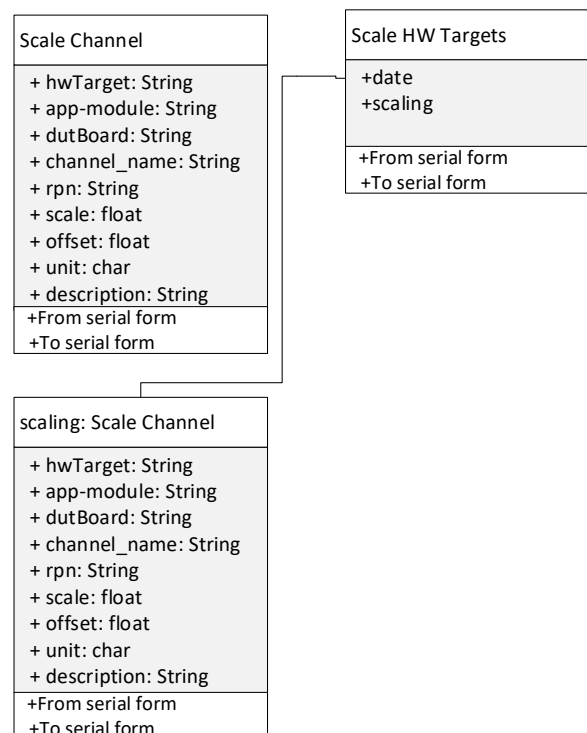 Scale Channel
+ hwTarget: String
+ app-module: String
+ dutBoard: String
+ channel_name: String
+ rpn: String
+ scale: float
+ offset: float
+ unit: char
+ description: String
+From serial form
+To serial form
Scale HW Targets
+date
+scaling
+From serial form
+To serial form
scaling: Scale Channel
+ hwTarget: String
+ app-module: String
+ dutBoard: String
+ channel_name: String
+ rpn: String
+ scale: float
+ offset: float
+ unit: char
+ description: String
+From serial form
+To serial form